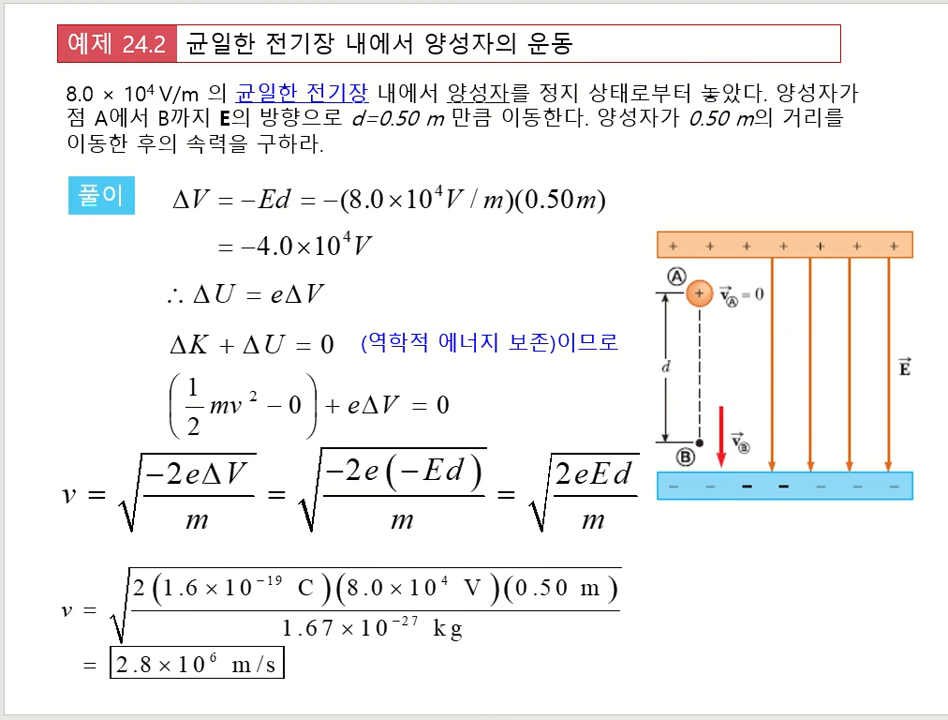 예제 24.2 균일한 전기장 내에서 양성자의 운동
8.0 × 10⁴ V/m 의 균일한 전기장 내에서 양성자를 정지 상태로부터 놓았다. 양성자가
점 A에서 B까지 E의 방향으로 d=0.50 m 만큼 이동한다. 양성자가 0.50 m의 거리를
이동한 후의 속력을 구하라.
풀이
ΔV = −Ed = −(8.0×10⁴V / m)(0.50m)
= −4.0×10⁴V
∴ ΔU = eΔV
ΔK + ΔU = 0 (역학적 에너지 보존)이므로
(1/2 mv² − 0) + eΔV = 0
v = √(−2eΔV / m) = √(−2e(−Ed) / m) = √(2eEd / m)
v = √(2(1.6×10⁻¹⁹ C)(8.0×10⁴ V)(0.50 m) / 1.67×10⁻²⁷ kg)
= 2.8×10⁶ m/s
+ + + + + + +
Ⓐ
+ v⃗Ⓐ = 0
d
E⃗
Ⓑ
v⃗Ⓑ
− − − − − − −